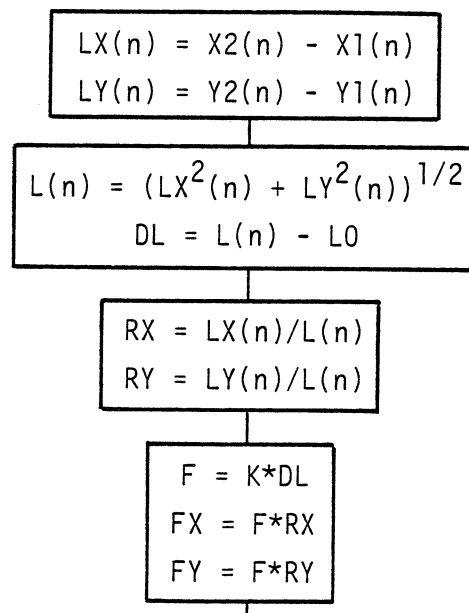 LX(n) = X2(n) - X1(n)
LY(n) = Y2(n) - Y1(n)
L(n) = (LX²(n) + LY²(n))^1/2
DL = L(n) - LO
RX = LX(n)/L(n)
RY = LY(n)/L(n)
F = K*DL
FX = F*RX
FY = F*RY